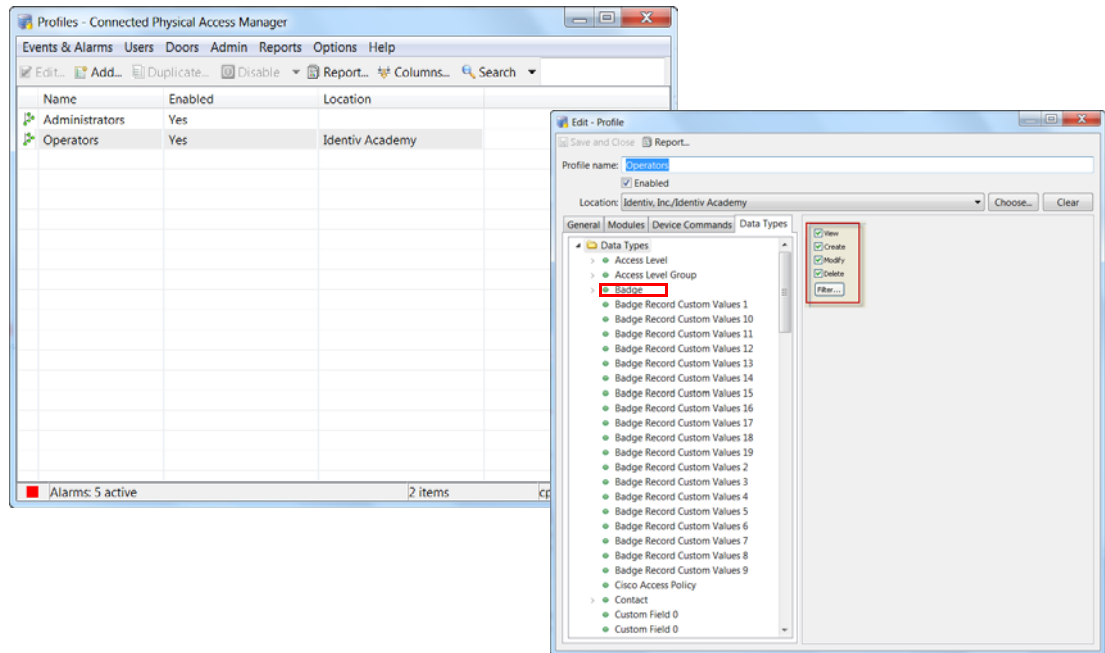 Profiles - Connected Physical Access Manager
Events & Alarms Users Doors Admin Reports Options Help
Edit... Add... Duplicate... Disable Report... Columns... Search
Name Enabled Location
Administrators Yes
Operators Yes Identiv Academy
Alarms: 5 active 2 items cp
Edit - Profile
Save and Close Report...
Profile name: Operators
Enabled
Location: Identiv, Inc./Identiv Academy Choose... Clear
General Modules Device Commands Data Types
Data Types
Access Level
Access Level Group
Badge
Badge Record Custom Values 1
Badge Record Custom Values 10
Badge Record Custom Values 11
Badge Record Custom Values 12
Badge Record Custom Values 13
Badge Record Custom Values 14
Badge Record Custom Values 15
Badge Record Custom Values 16
Badge Record Custom Values 17
Badge Record Custom Values 18
Badge Record Custom Values 19
Badge Record Custom Values 2
Badge Record Custom Values 3
Badge Record Custom Values 4
Badge Record Custom Values 5
Badge Record Custom Values 6
Badge Record Custom Values 7
Badge Record Custom Values 8
Badge Record Custom Values 9
Cisco Access Policy
Contact
Custom Field 0
Custom Field 0
View
Create
Modify
Delete
Filter...